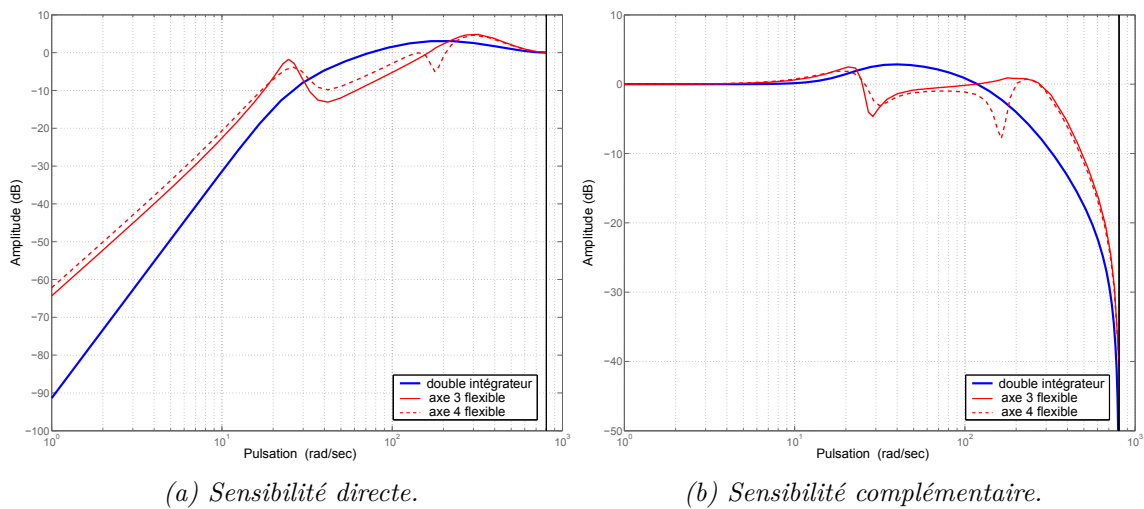 10
0
−10
−20
−30
−40
−50
−60
−70
−80
−90
−100
10^0
10^1
10^2
10^3
Amplitude (dB)
Pulsation (rad/sec)
double intégrateur
axe 3 flexible
axe 4 flexible
(a) Sensibilité directe.
10
0
−10
−20
−30
−40
−50
10^0
10^1
10^2
10^3
Amplitude (dB)
Pulsation (rad/sec)
double intégrateur
axe 3 flexible
axe 4 flexible
(b) Sensibilité complémentaire.